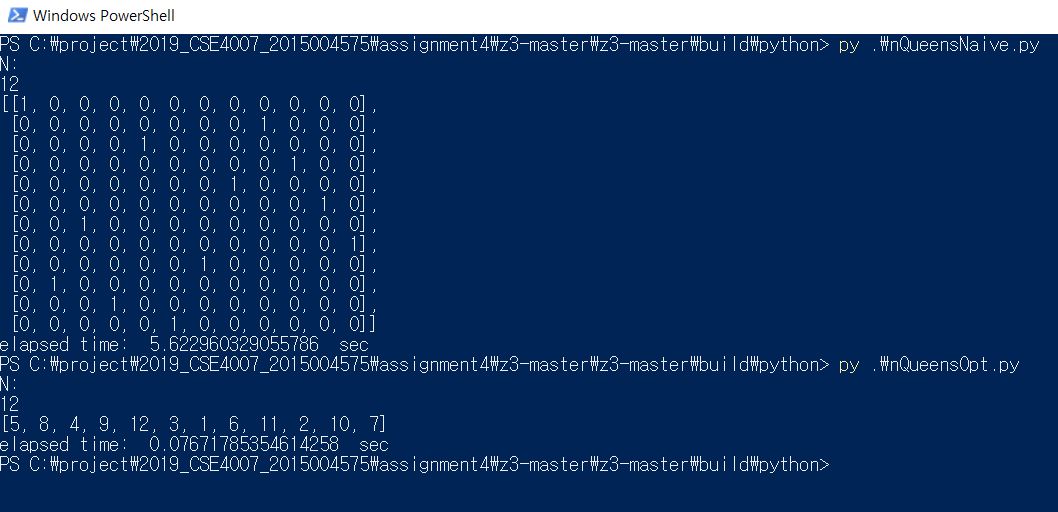 Windows PowerShell
PS C:₩project₩2019_CSE4007_2015004575₩assignment4₩z3-master₩z3-master₩build₩python> py .₩nQueensNaive.py
N:
12
[[1, 0, 0, 0, 0, 0, 0, 0, 0, 0, 0, 0],
[0, 0, 0, 0, 0, 0, 0, 0, 1, 0, 0, 0],
[0, 0, 0, 0, 1, 0, 0, 0, 0, 0, 0, 0],
[0, 0, 0, 0, 0, 0, 0, 0, 0, 1, 0, 0],
[0, 0, 0, 0, 0, 0, 0, 1, 0, 0, 0, 0],
[0, 0, 0, 0, 0, 0, 0, 0, 0, 0, 1, 0],
[0, 0, 1, 0, 0, 0, 0, 0, 0, 0, 0, 0],
[0, 0, 0, 0, 0, 0, 0, 0, 0, 0, 0, 1],
[0, 0, 0, 0, 0, 0, 1, 0, 0, 0, 0, 0],
[0, 1, 0, 0, 0, 0, 0, 0, 0, 0, 0, 0],
[0, 0, 0, 1, 0, 0, 0, 0, 0, 0, 0, 0],
[0, 0, 0, 0, 0, 1, 0, 0, 0, 0, 0, 0]]
elapsed time:  5.622960329055786  sec
PS C:₩project₩2019_CSE4007_2015004575₩assignment4₩z3-master₩z3-master₩build₩python> py .₩nQueensOpt.py
N:
12
[5, 8, 4, 9, 12, 3, 1, 6, 11, 2, 10, 7]
elapsed time:  0.07671785354614258  sec
PS C:₩project₩2019_CSE4007_2015004575₩assignment4₩z3-master₩z3-master₩build₩python>